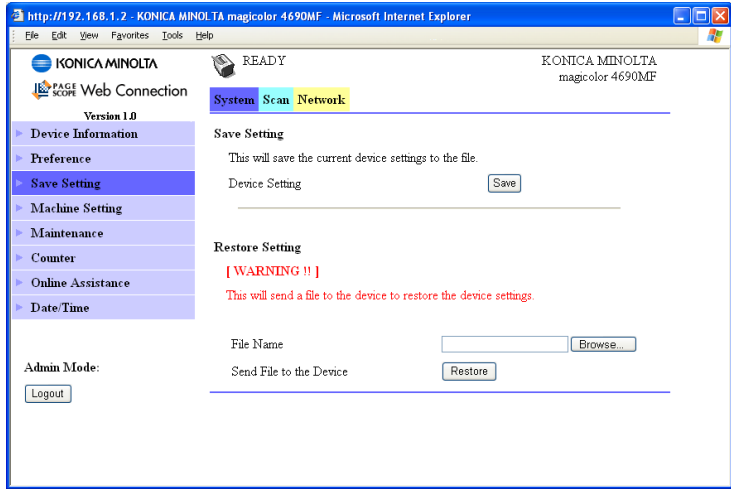 http://192.168.1.2 - KONICA MINOLTA magicolor 4690MF - Microsoft Internet Explorer
File Edit View Favorites Tools Help
KONICA MINOLTA
PAGE SCOPE Web Connection
Version 1.0
READY
KONICA MINOLTA
magicolor 4690MF
System Scan Network
Device Information
Preference
Save Setting
Machine Setting
Maintenance
Counter
Online Assistance
Date/Time
Admin Mode:
Logout
Save Setting
This will save the current device settings to the file.
Device Setting Save
Restore Setting
[ WARNING !! ]
This will send a file to the device to restore the device settings.
File Name Browse...
Send File to the Device Restore